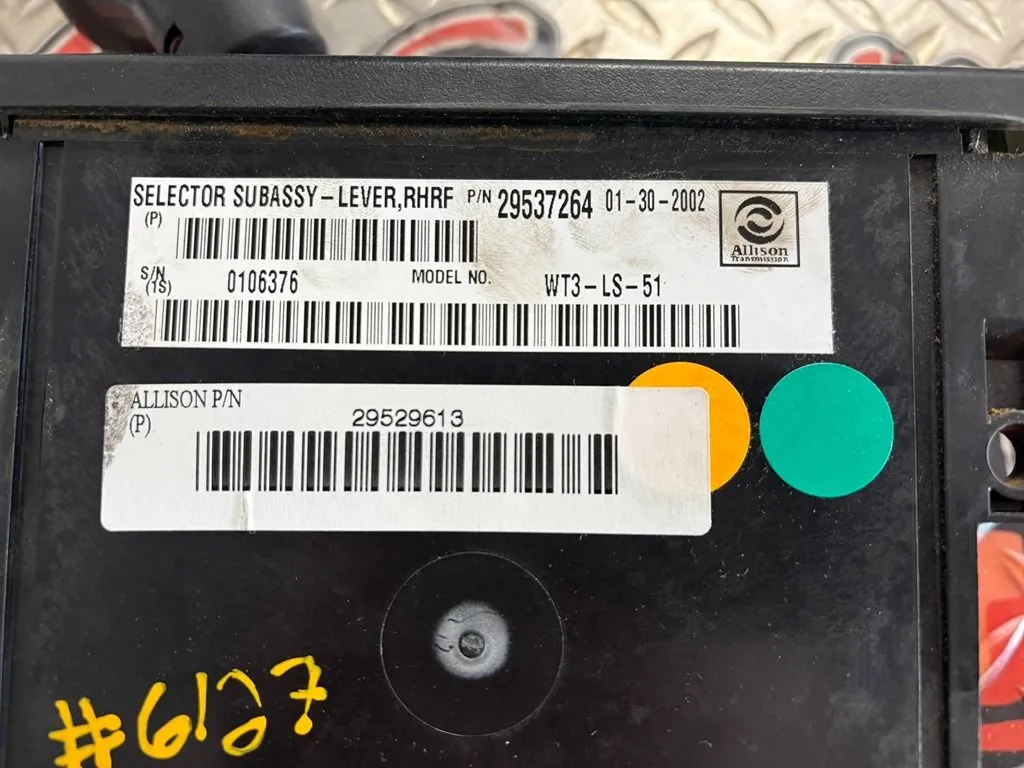 SELECTOR SUBASSY-LEVER,RHRF P/N 29537264 01-30-2002
(P)
Allison
Transmission
S/N 0106376 MODEL NO. WT3-LS-51
(1S)
ALLISON P/N
(P) 29529613
#6127